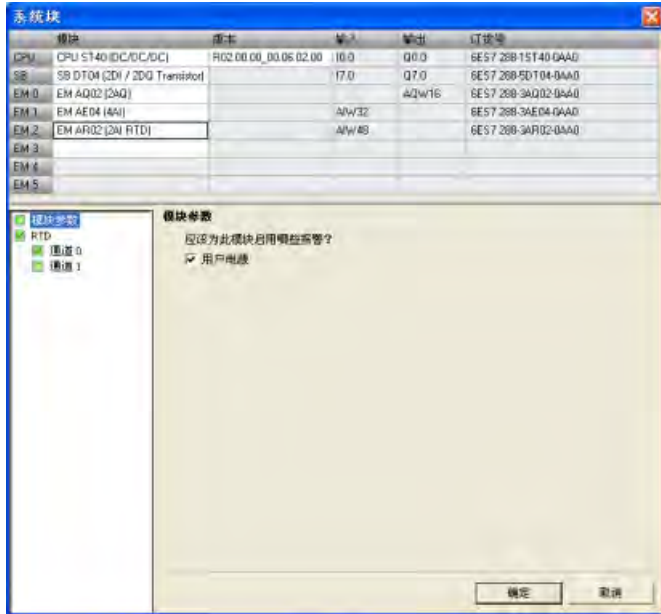 系统块
模块 版本 输入 输出 订货号
CPU CPU ST40 (DC/DC/DC) R02.00.00_00.06.02.00 I0.0 Q0.0 6ES7 288-1ST40-0AA0
SB SB DT04 (2DI / 2DQ Transistor) I7.0 Q7.0 6ES7 288-5DT04-0AA0
EM 0 EM AQ02 (2AQ) AQW16 6ES7 288-3AQ02-0AA0
EM 1 EM AE04 (4AI) AIW32 6ES7 288-3AE04-0AA0
EM 2 EM AR02 (2AI RTD) AIW48 6ES7 288-3AR02-0AA0
EM 3
EM 4
EM 5
模块参数
RTD
通道 0
通道 1
模块参数
应该为此模块启用哪些报警?
用户电源
确定 取消